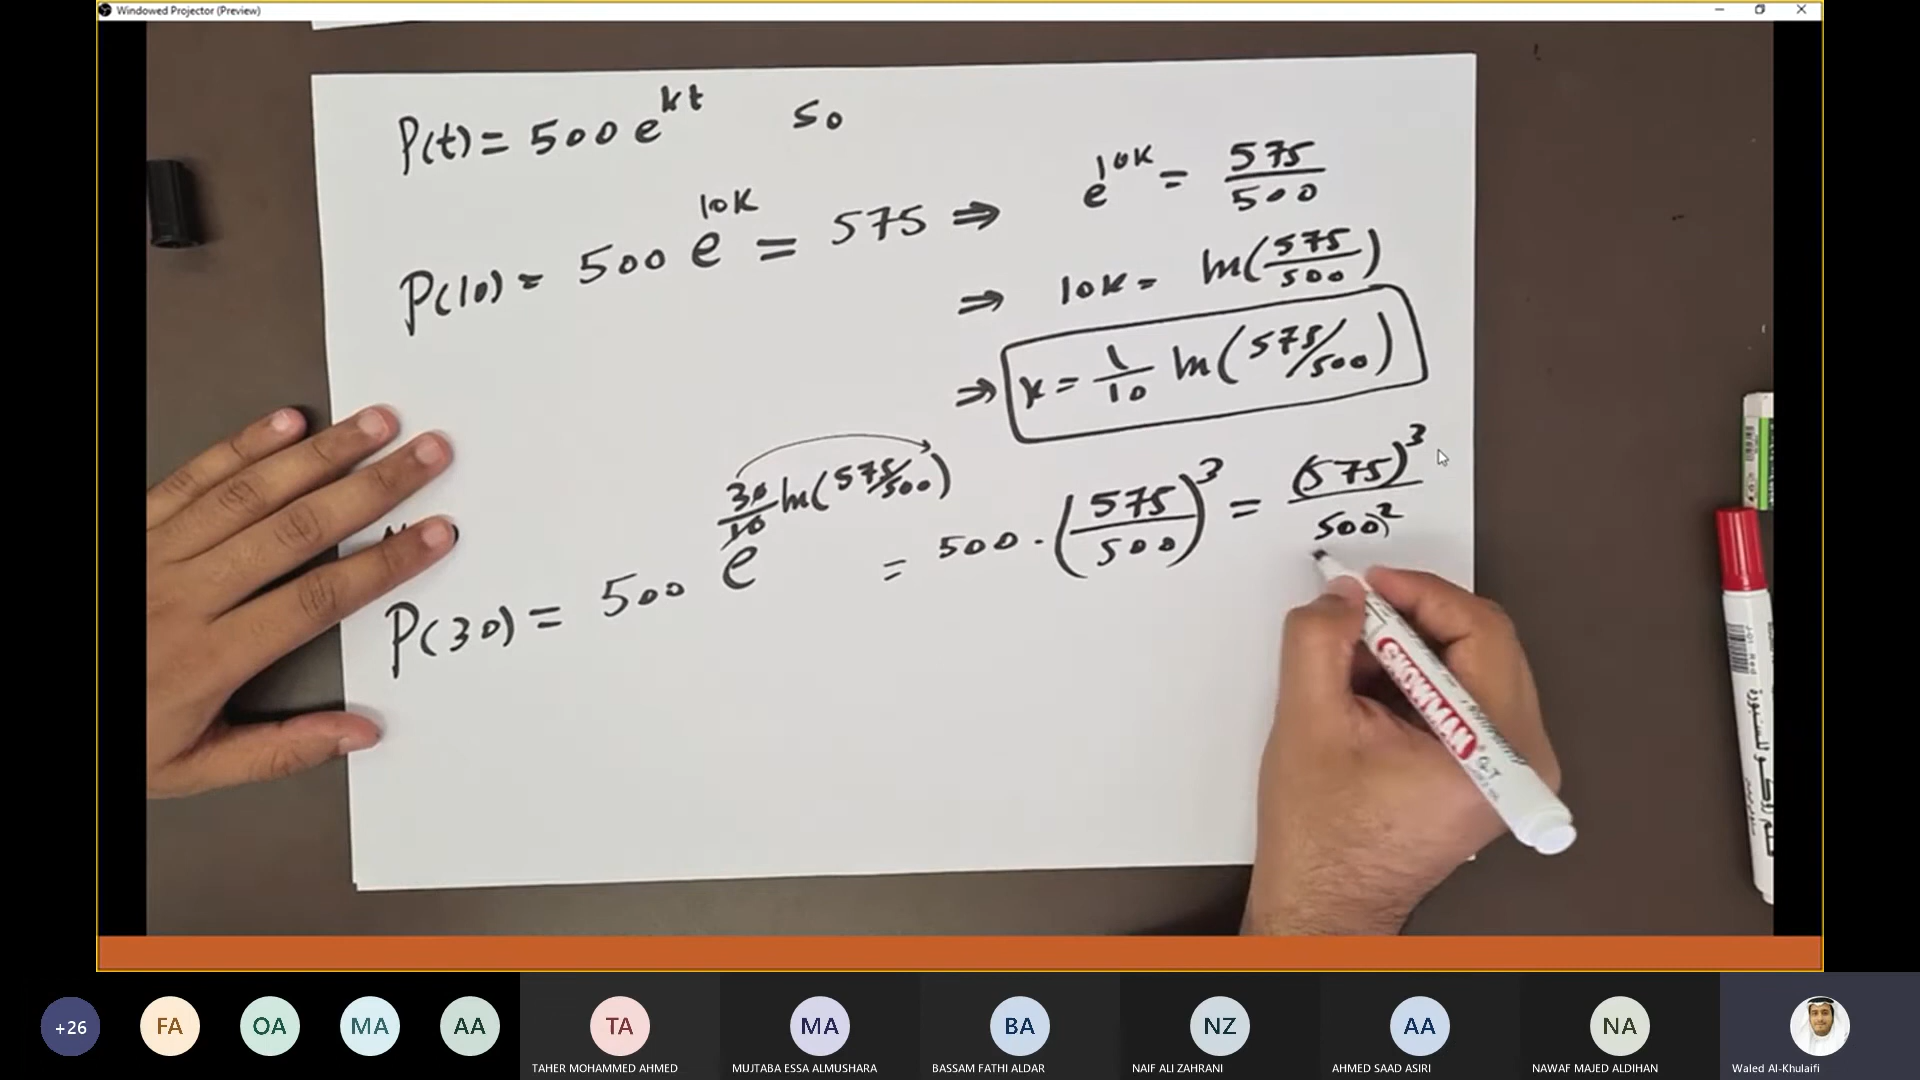 Windowed Projector (Preview)
P(t) = 500 e^{kt} so
P(10) = 500 e^{10K} = 575 ⇒ e^{10K} = 575/500
⇒ 10K = ln(575/500)
⇒ K = 1/10 ln(575/500)
P(30) = 500 e^{30/10 ln(575/500)} = 500 · (575/500)^3 = (575)^3/500^2
SNOWMAN
+26 FA OA MA AA TA MA BA NZ AA NA
TAHER MOHAMMED AHMED MUJTABA ESSA ALMUSHARA BASSAM FATHI ALDAR NAIF ALI ZAHRANI AHMED SAAD ASIRI NAWAF MAJED ALDIHAN Waled Al-Khulaifi